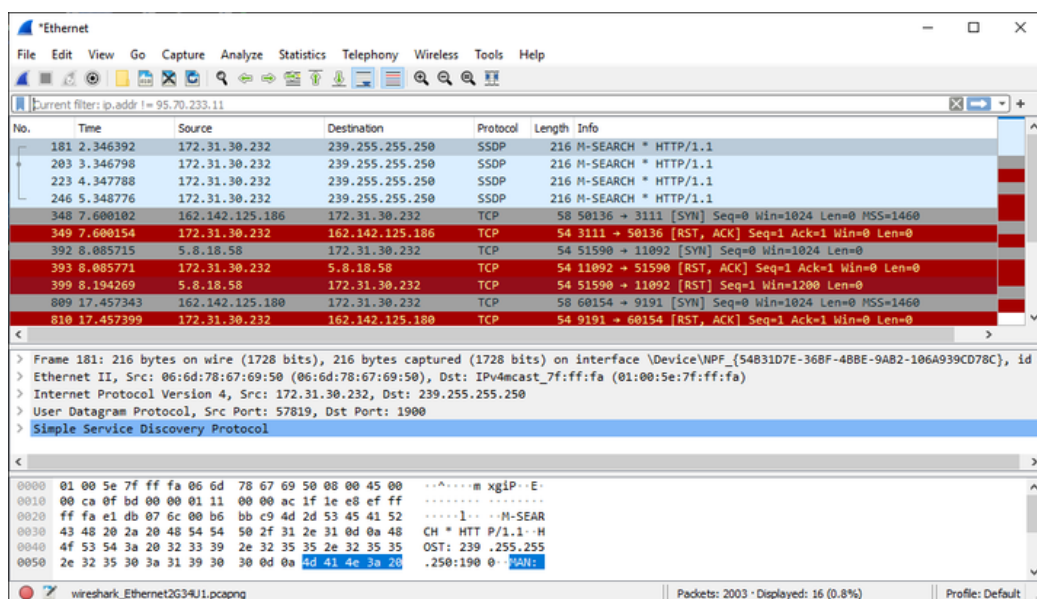 *Ethernet
File Edit View Go Capture Analyze Statistics Telephony Wireless Tools Help
Current filter: ip.addr != 95.70.233.11
No. Time Source Destination Protocol Length Info
181 2.346392 172.31.30.232 239.255.255.250 SSDP 216 M-SEARCH * HTTP/1.1
203 3.346798 172.31.30.232 239.255.255.250 SSDP 216 M-SEARCH * HTTP/1.1
223 4.347788 172.31.30.232 239.255.255.250 SSDP 216 M-SEARCH * HTTP/1.1
246 5.348776 172.31.30.232 239.255.255.250 SSDP 216 M-SEARCH * HTTP/1.1
348 7.600102 162.142.125.186 172.31.30.232 TCP 58 50136 → 3111 [SYN] Seq=0 Win=1024 Len=0 MSS=1460
349 7.600154 172.31.30.232 162.142.125.186 TCP 54 3111 → 50136 [RST, ACK] Seq=1 Ack=1 Win=0 Len=0
392 8.085715 5.8.18.58 172.31.30.232 TCP 54 51590 → 11092 [SYN] Seq=0 Win=1024 Len=0
393 8.085771 172.31.30.232 5.8.18.58 TCP 54 11092 → 51590 [RST, ACK] Seq=1 Ack=1 Win=0 Len=0
399 8.194269 5.8.18.58 172.31.30.232 TCP 54 51590 → 11092 [RST] Seq=1 Win=1200 Len=0
809 17.457343 162.142.125.180 172.31.30.232 TCP 58 60154 → 9191 [SYN] Seq=0 Win=1024 Len=0 MSS=1460
810 17.457399 172.31.30.232 162.142.125.180 TCP 54 9191 → 60154 [RST, ACK] Seq=1 Ack=1 Win=0 Len=0
> Frame 181: 216 bytes on wire (1728 bits), 216 bytes captured (1728 bits) on interface \Device\NPF_{54B31D7E-36BF-4BBE-9AB2-106A939CD78C}, id
> Ethernet II, Src: 06:6d:78:67:69:50 (06:6d:78:67:69:50), Dst: IPv4mcast_7f:ff:fa (01:00:5e:7f:ff:fa)
> Internet Protocol Version 4, Src: 172.31.30.232, Dst: 239.255.255.250
> User Datagram Protocol, Src Port: 57819, Dst Port: 1900
> Simple Service Discovery Protocol
0000 01 00 5e 7f ff fa 06 6d 78 67 69 50 08 00 45 00 ··^····m xgiP··E·
0010 00 ca 0f bd 00 00 01 11 00 00 ac 1f 1e e8 ef ff ········ ········
0020 ff fa e1 db 07 6c 00 b6 bb c9 4d 2d 53 45 41 52 ·····l·· ··M-SEAR
0030 43 48 20 2a 20 48 54 54 50 2f 31 2e 31 0d 0a 48 CH * HTT P/1.1··H
0040 4f 53 54 3a 20 32 33 39 2e 32 35 35 2e 32 35 35 OST: 239 .255.255
0050 2e 32 35 30 3a 31 39 30 30 0d 0a 4d 41 4e 3a 20 .250:190 0··MAN:
wireshark_Ethernet2G34U1.pcapng Packets: 2003 · Displayed: 16 (0.8%) Profile: Default